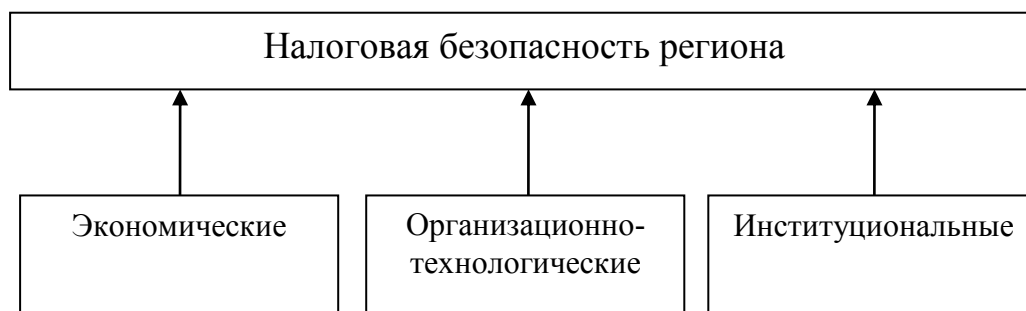 Налоговая безопасность региона
Экономические
Организационно-
технологические
Институциональные